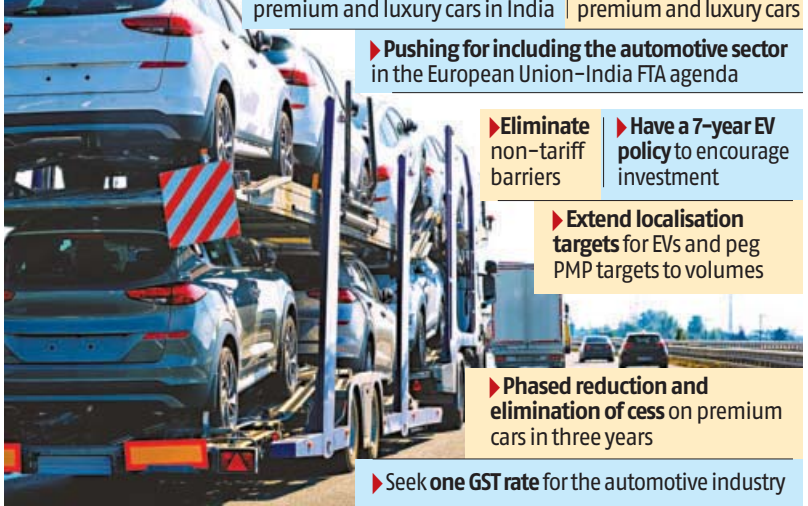 premium and luxury cars in India
premium and luxury cars
Pushing for including the automotive sector
in the European Union-India FTA agenda
Eliminate
non-tariff
barriers
Have a 7-year EV
policy to encourage
investment
Extend localisation
targets for EVs and peg
PMP targets to volumes
Phased reduction and
elimination of cess on premium
cars in three years
Seek one GST rate for the automotive industry